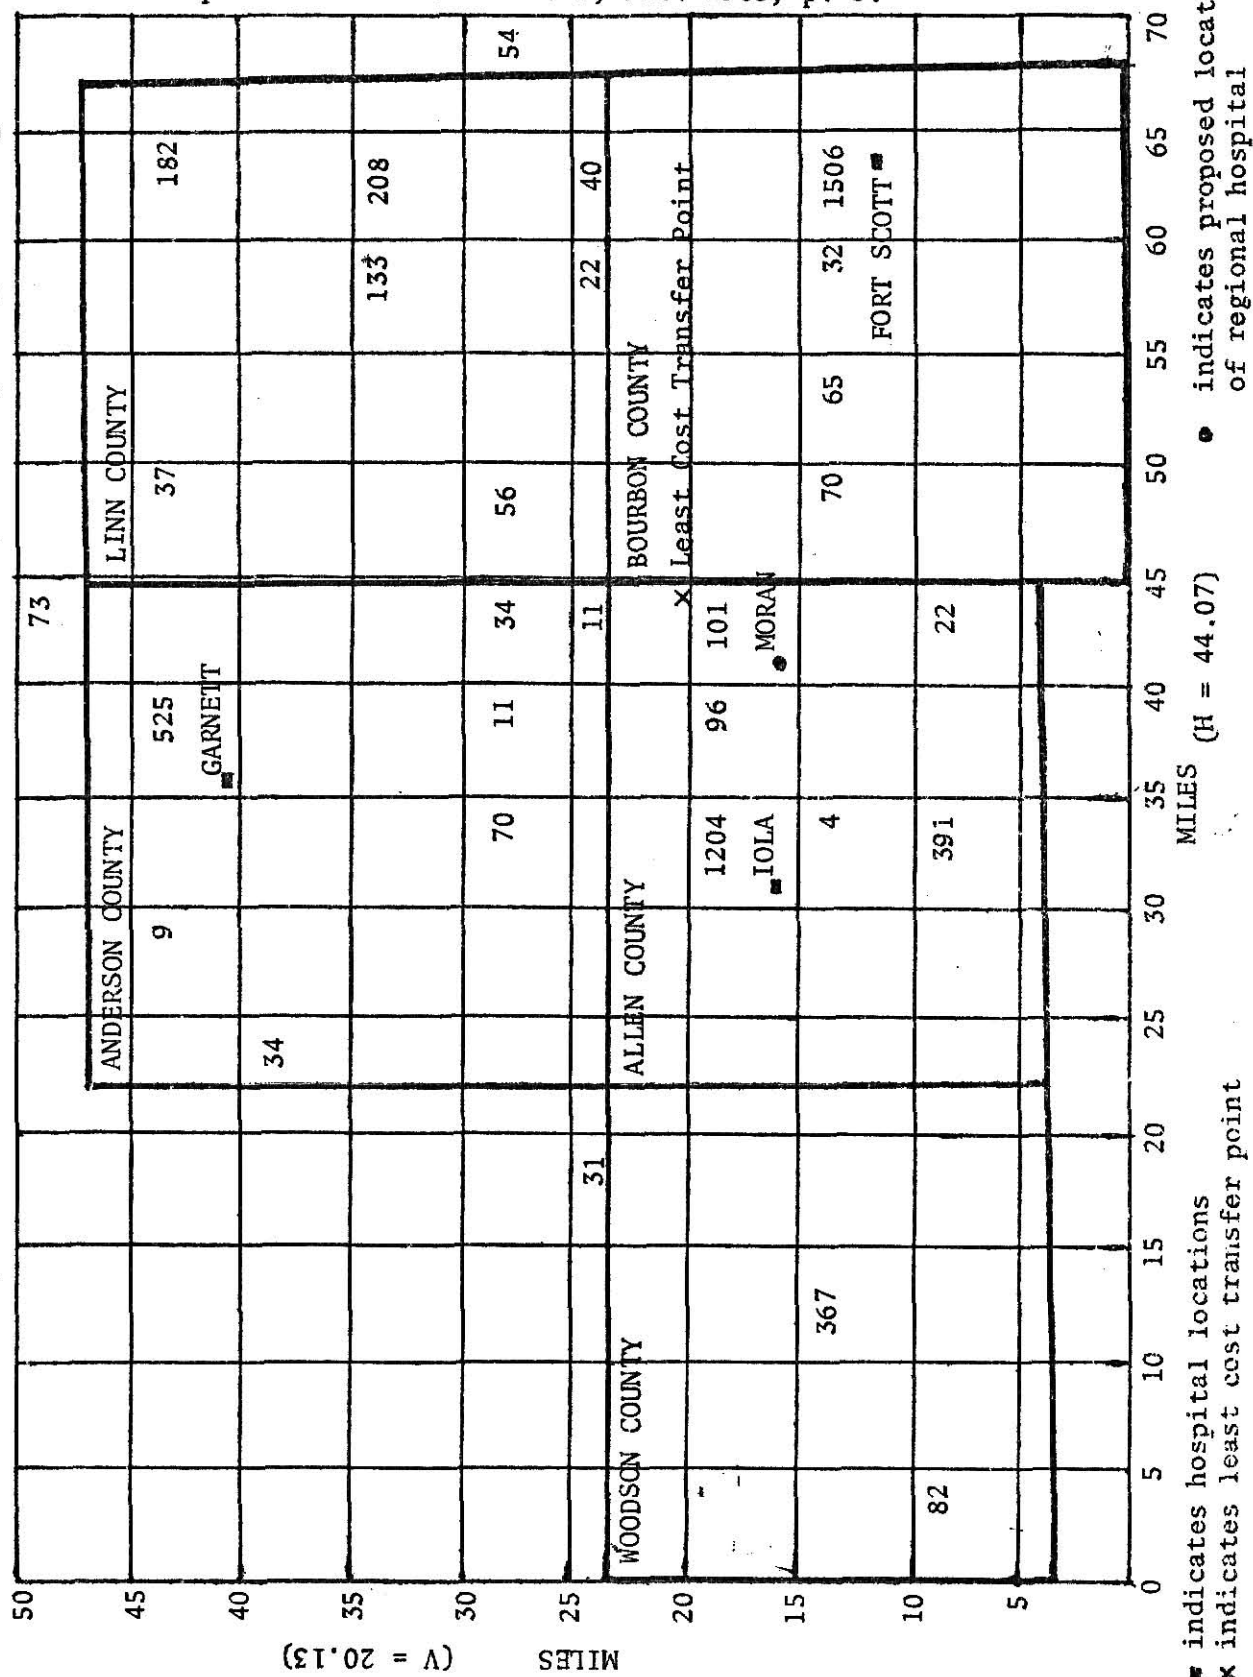 50
73
ANDERSON COUNTY LINN COUNTY
45
9 525 37 182
GARNETT
40
34
35
133 208
30
70 11 34 56 54
25
31 11 22 40
WOODSON COUNTY ALLEN COUNTY BOURBON COUNTY
20 x Least Cost Transfer Point
1204 96 101
IOLA MORAN
15
367 4 70 65 32 1506
FORT SCOTT
10
82 391 22
5
MILES (V = 20.13)
0 5 10 15 20 25 30 35 40 45 50 55 60 65 70
MILES (H = 44.07)
indicates hospital locations
x indicates least cost transfer point
indicates proposed locat
of regional hospital